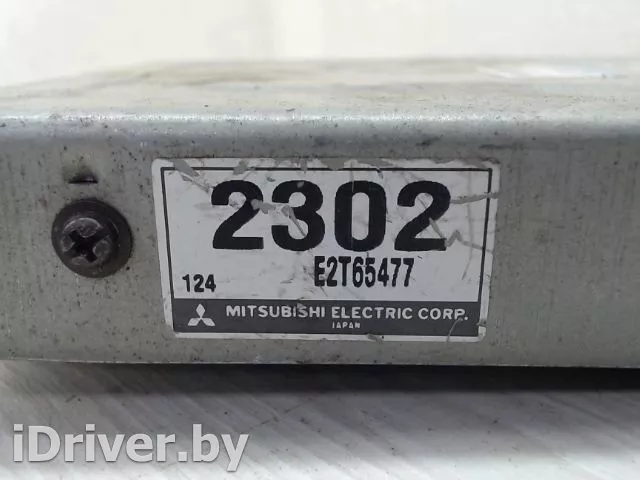 2302
E2T65477
124
MITSUBISHI ELECTRIC CORP.
JAPAN
iDriver.by